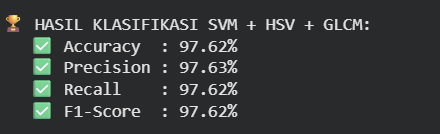 🏆 HASIL KLASIFIKASI SVM + HSV + GLCM:
✅ Accuracy  : 97.62%
✅ Precision : 97.63%
✅ Recall    : 97.62%
✅ F1-Score  : 97.62%